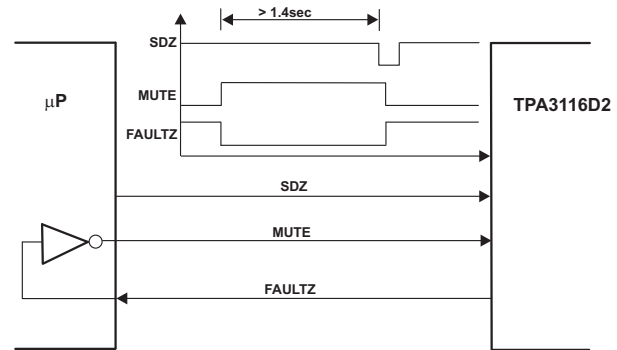 > 1.4sec
SDZ
MUTE
FAULTZ
μP
TPA3116D2
SDZ
MUTE
FAULTZ